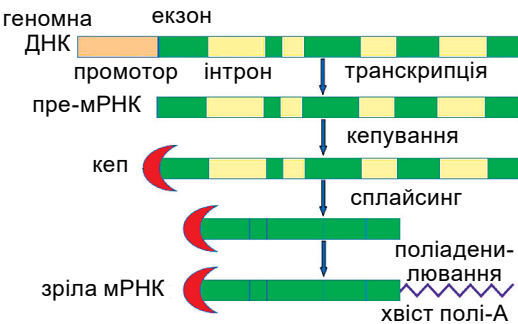 геномна
ДНК
екзон
промотор
інтрон
транскрипція
пре-мРНК
кепування
кеп
сплайсинг
поліадени-
лювання
зріла мРНК
хвіст полі-А